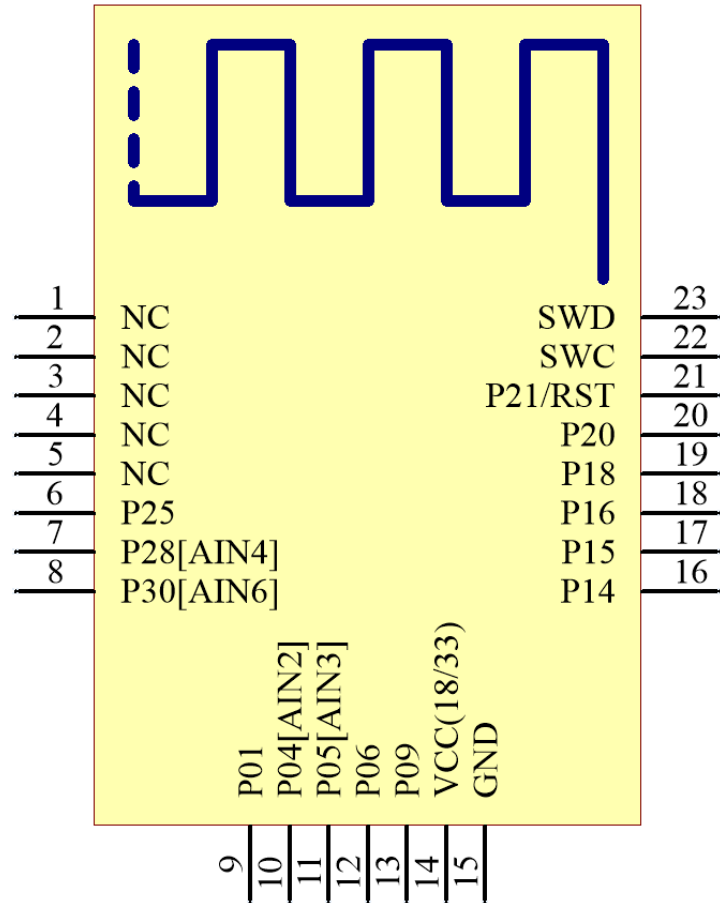 1 NC SWD 23
2 NC SWC 22
3 NC P21/RST 21
4 NC P20 20
5 NC P18 19
6 P25 P16 18
7 P28[AIN4] P15 17
8 P30[AIN6] P14 16
P01 9
P04[AIN2] 10
P05[AIN3] 11
P06 12
P09 13
VCC(18/33) 14
GND 15